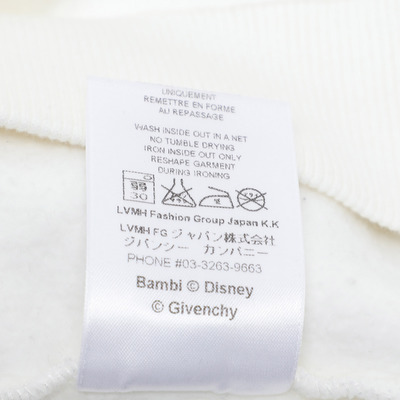 UNIQUEMENT
REMETTRE EN FORME
AU REPASSAGE
WASH INSIDE OUT IN A NET
NO TUMBLE DRYING
IRON INSIDE OUT ONLY
RESHAPE GARMENT
DURING IRONING
30
LVMH Fashion Group Japan K.K
LVMH FG ジャパン株式会社
ジバンシー カンパニー
PHONE #03-3263-9663
Bambi © Disney
© Givenchy